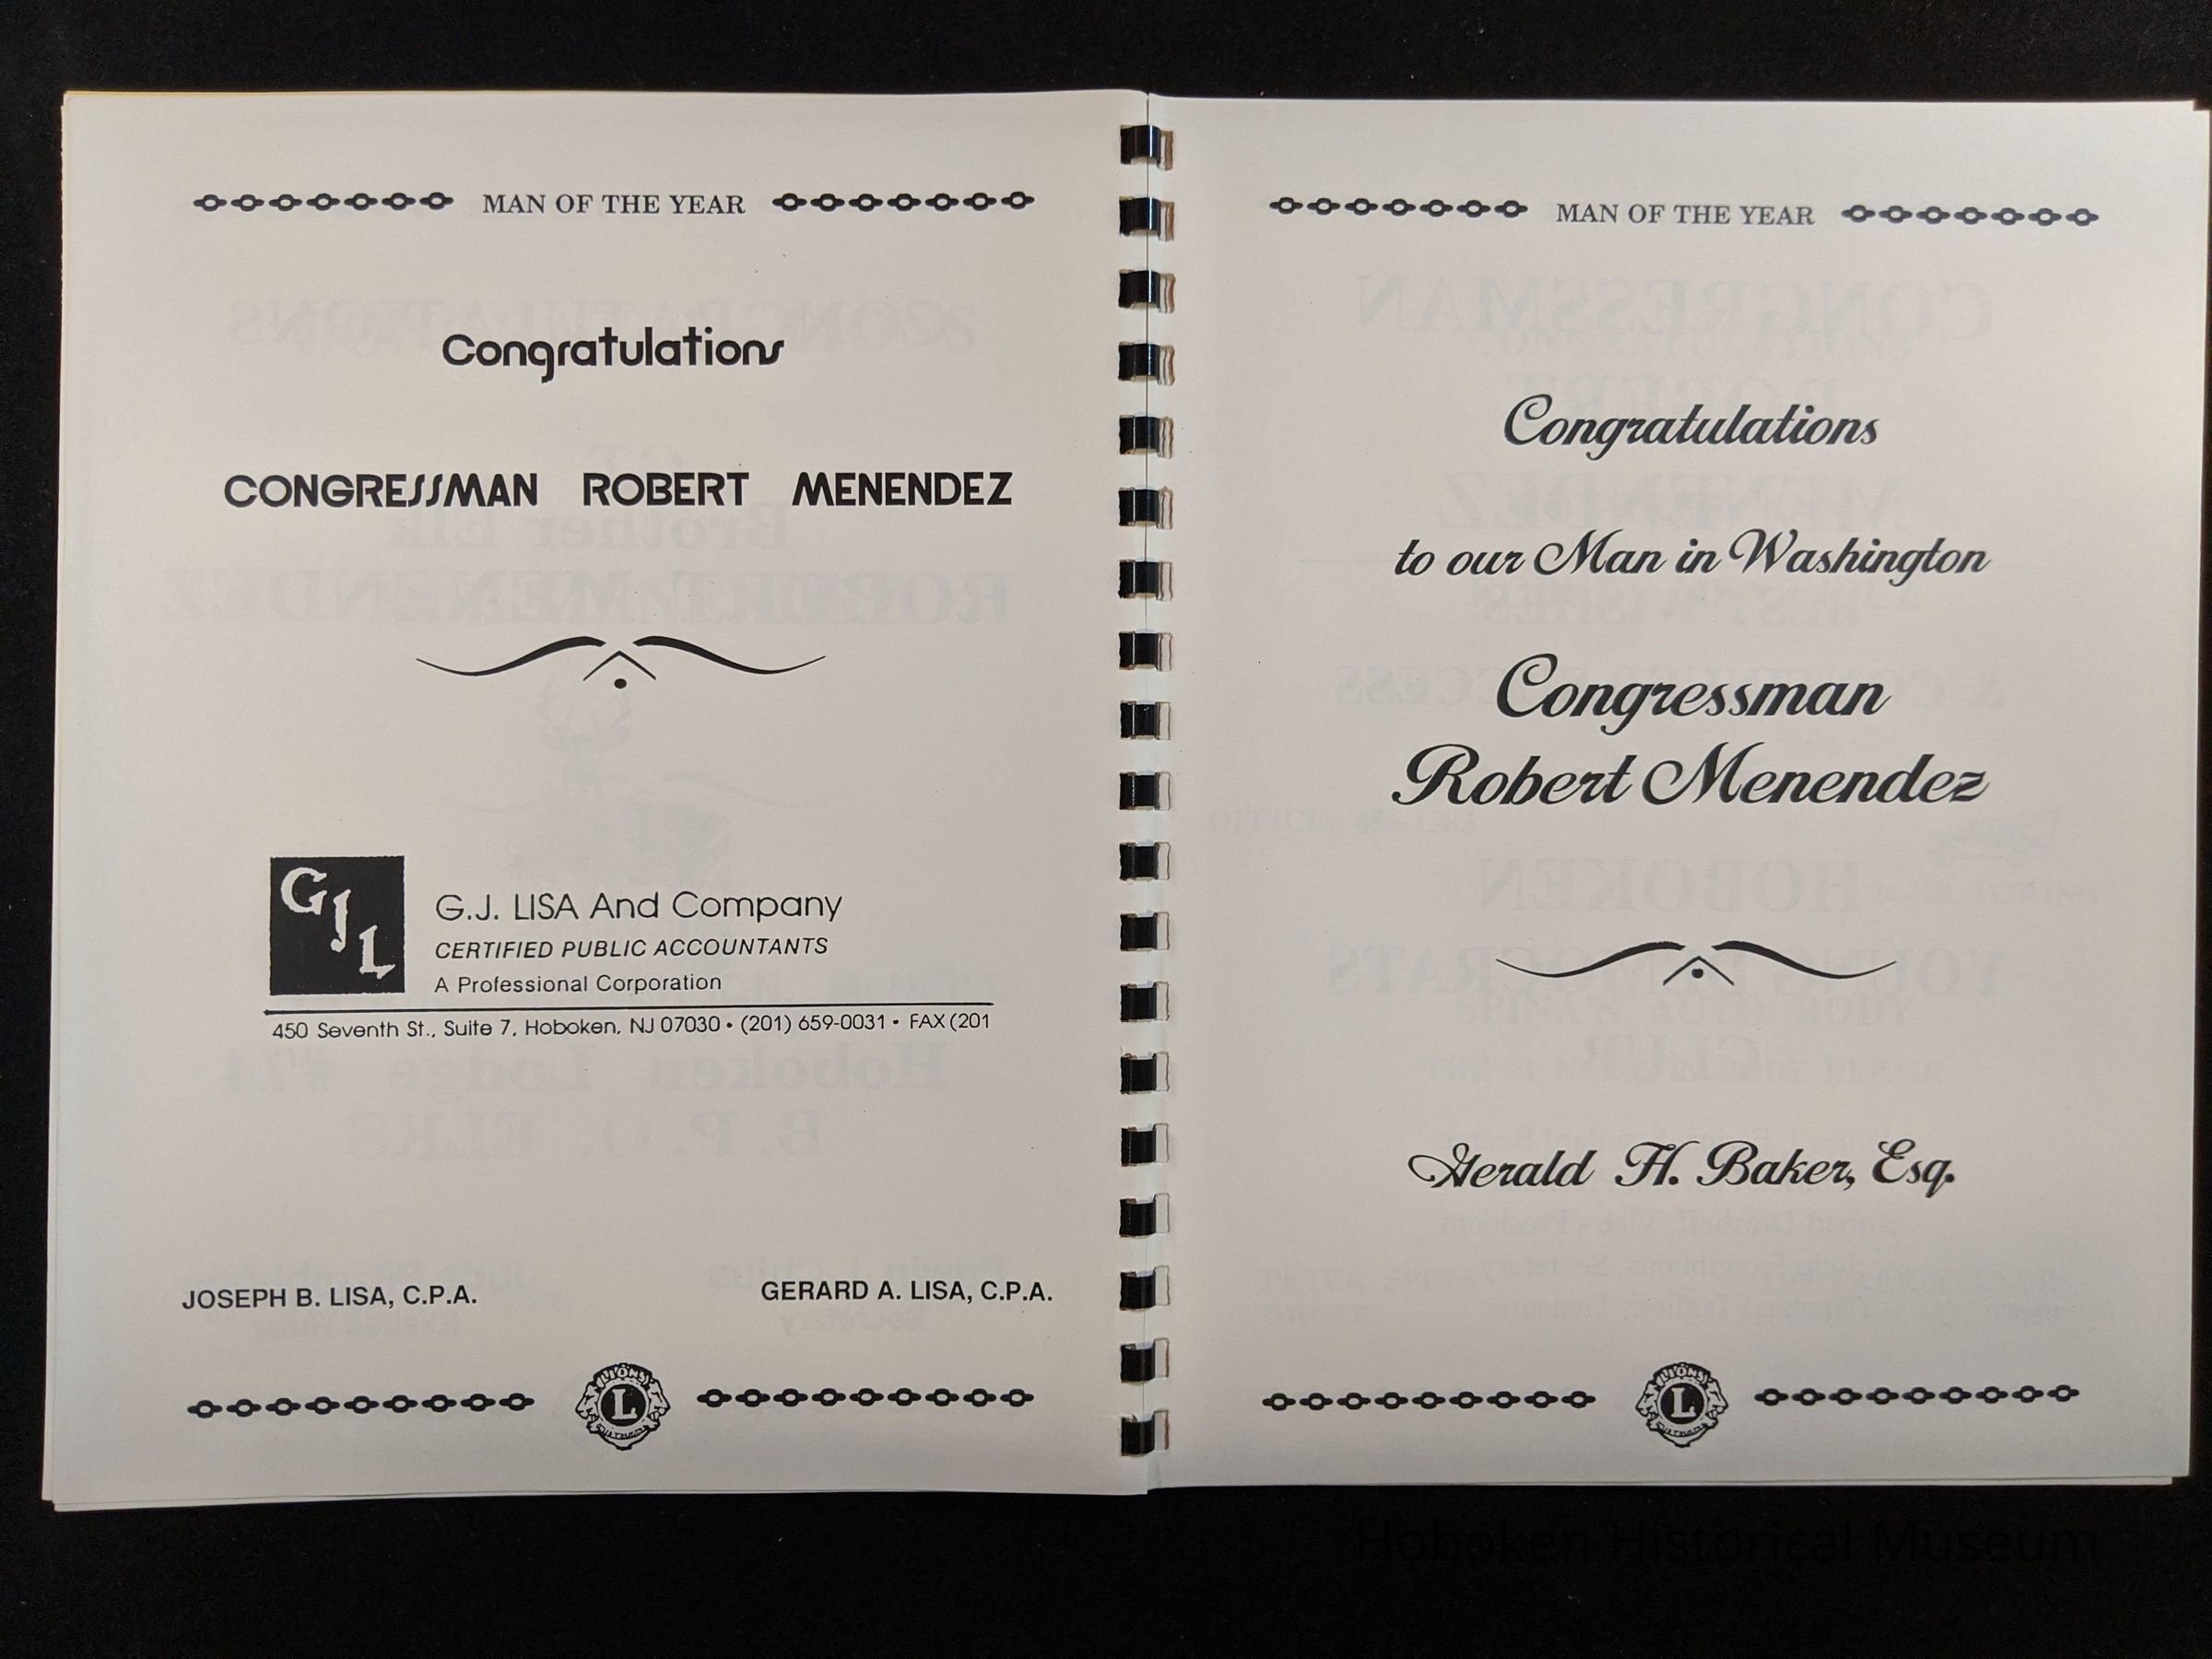 MAN OF THE YEAR
Congratulations
CONGRESSMAN ROBERT MENENDEZ
GJL
G.J. LISA And Company
CERTIFIED PUBLIC ACCOUNTANTS
A Professional Corporation
450 Seventh St., Suite 7, Hoboken, NJ 07030 • (201) 659-0031 • FAX (201
JOSEPH B. LISA, C.P.A.
GERARD A. LISA, C.P.A.
LIONS
L
MAN OF THE YEAR
Congratulations
to our Man in Washington
Congressman
Robert Menendez
Gerald H. Baker, Esq.
LIONS
L
Hoboken Historical Museum